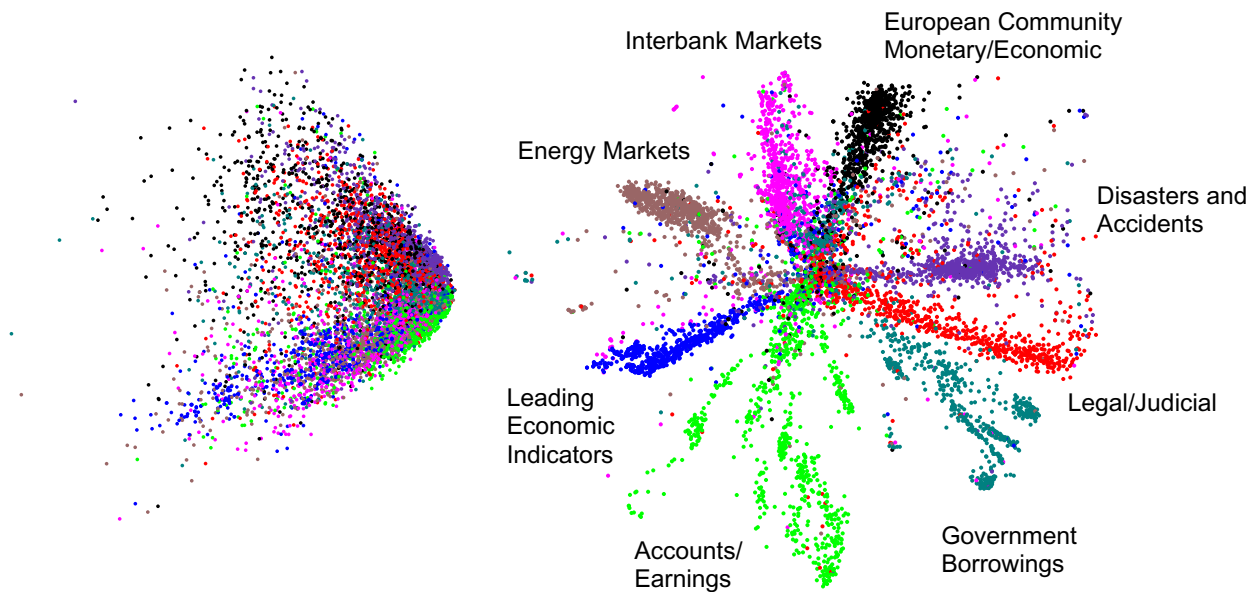 European Community
Monetary/Economic
Interbank Markets
Energy Markets
Disasters and
Accidents
Leading
Economic
Indicators
Legal/Judicial
Accounts/
Earnings
Government
Borrowings